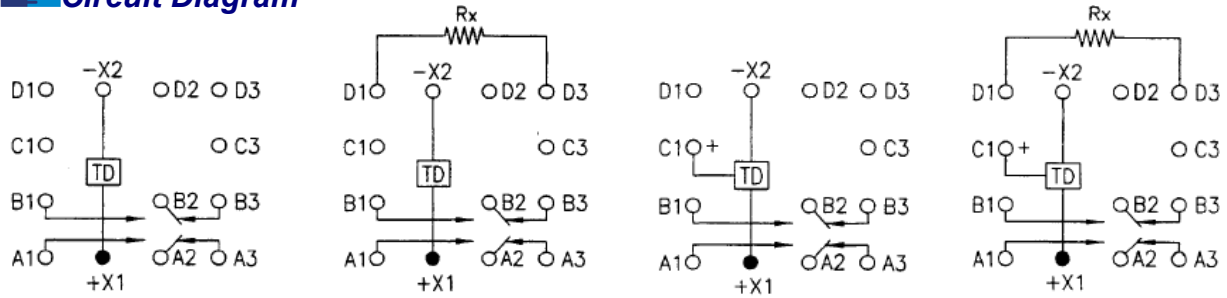 Circuit Diagram
Rx Rx
-X2 -X2 -X2 -X2
D1 D2 D3 D1 D2 D3 D1 D2 D3 D1 D2 D3
C1 C3 C1 C3 C1 + C3 C1 + C3
TD TD TD TD
B1 B2 B3 B1 B2 B3 B1 B2 B3 B1 B2 B3
A1 A2 A3 A1 A2 A3 A1 A2 A3 A1 A2 A3
+X1 +X1 +X1 +X1